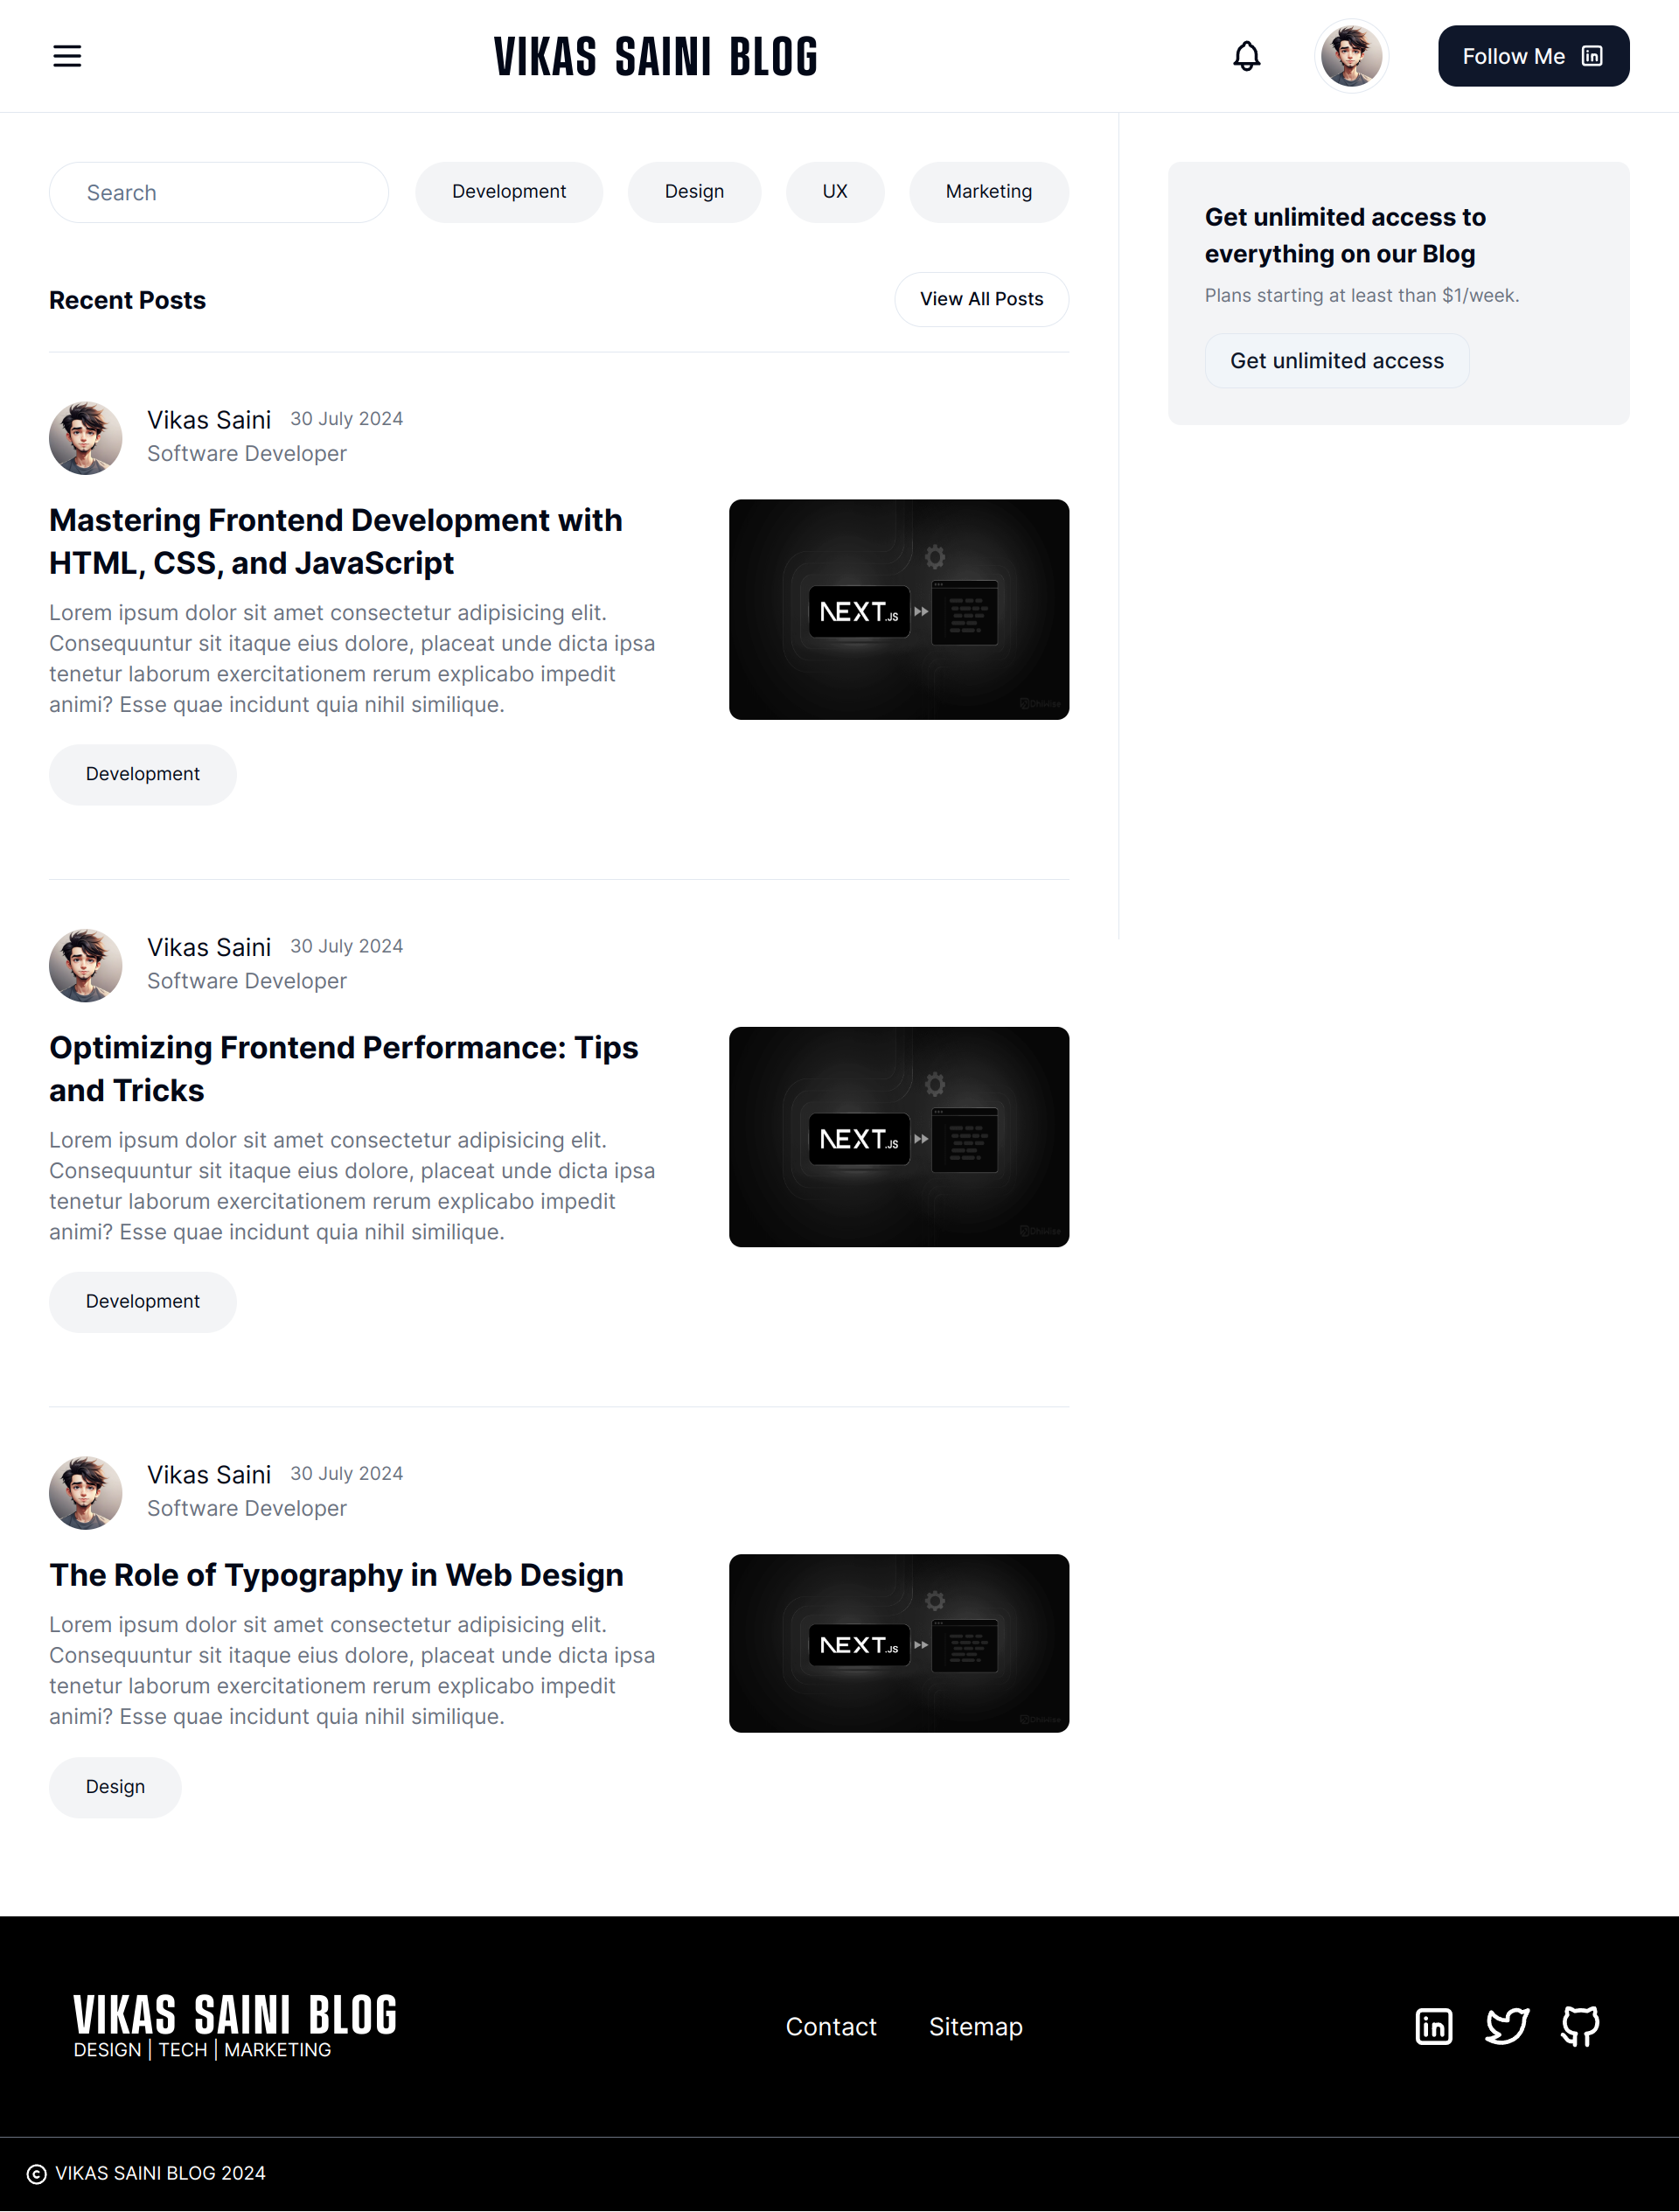 VIKAS SAINI BLOG
Follow Me
Search
Development
Design
UX
Marketing
Recent Posts
View All Posts
Vikas Saini 30 July 2024
Software Developer
Mastering Frontend Development with
HTML, CSS, and JavaScript
Lorem ipsum dolor sit amet consectetur adipisicing elit.
Consequuntur sit itaque eius dolore, placeat unde dicta ipsa
tenetur laborum exercitationem rerum explicabo impedit
animi? Esse quae incidunt quia nihil similique.
NEXT.JS
Development
Vikas Saini 30 July 2024
Software Developer
Optimizing Frontend Performance: Tips
and Tricks
Lorem ipsum dolor sit amet consectetur adipisicing elit.
Consequuntur sit itaque eius dolore, placeat unde dicta ipsa
tenetur laborum exercitationem rerum explicabo impedit
animi? Esse quae incidunt quia nihil similique.
NEXT.JS
Development
Vikas Saini 30 July 2024
Software Developer
The Role of Typography in Web Design
Lorem ipsum dolor sit amet consectetur adipisicing elit.
Consequuntur sit itaque eius dolore, placeat unde dicta ipsa
tenetur laborum exercitationem rerum explicabo impedit
animi? Esse quae incidunt quia nihil similique.
NEXT.JS
Design
Get unlimited access to
everything on our Blog
Plans starting at least than $1/week.
Get unlimited access
VIKAS SAINI BLOG
DESIGN | TECH | MARKETING
Contact
Sitemap
© VIKAS SAINI BLOG 2024